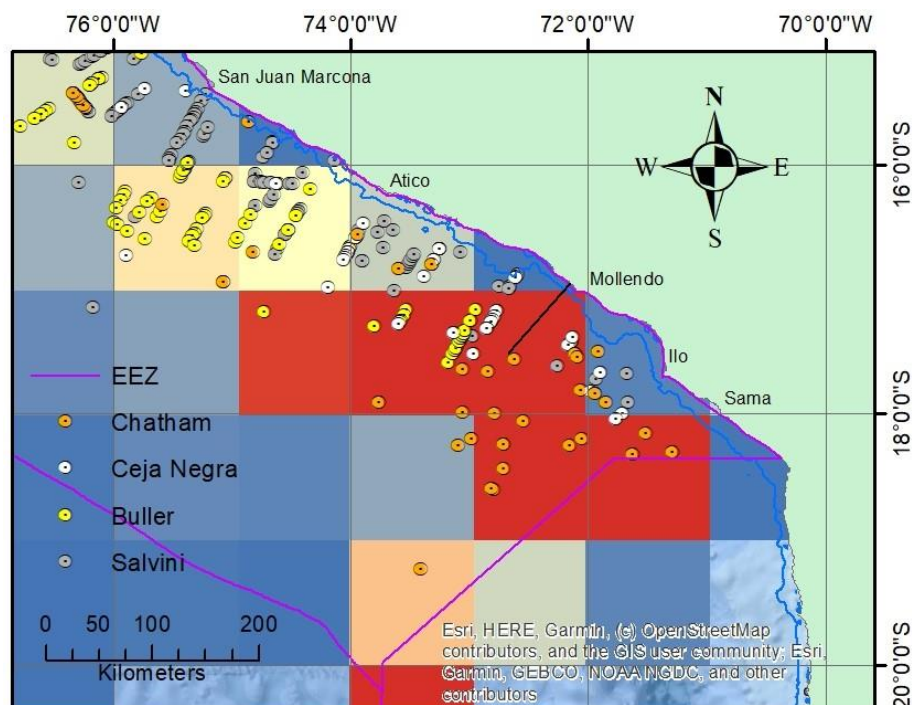 76°0'0"W 74°0'0"W 72°0'0"W 70°0'0"W
San Juan Marcona
N
W E
S
16°0'0"S
Atico
Mollendo
Ilo
EEZ
Sama
18°0'0"S
Chatham
Ceja Negra
Buller
Salvini
0 50 100 200
Kilometers
Esri, HERE, Garmin, (c) OpenStreetMap
contributors, and the GIS user community; Esri,
Garmin, GEBCO, NOAA NGDC, and other
contributors
20°0'0"S